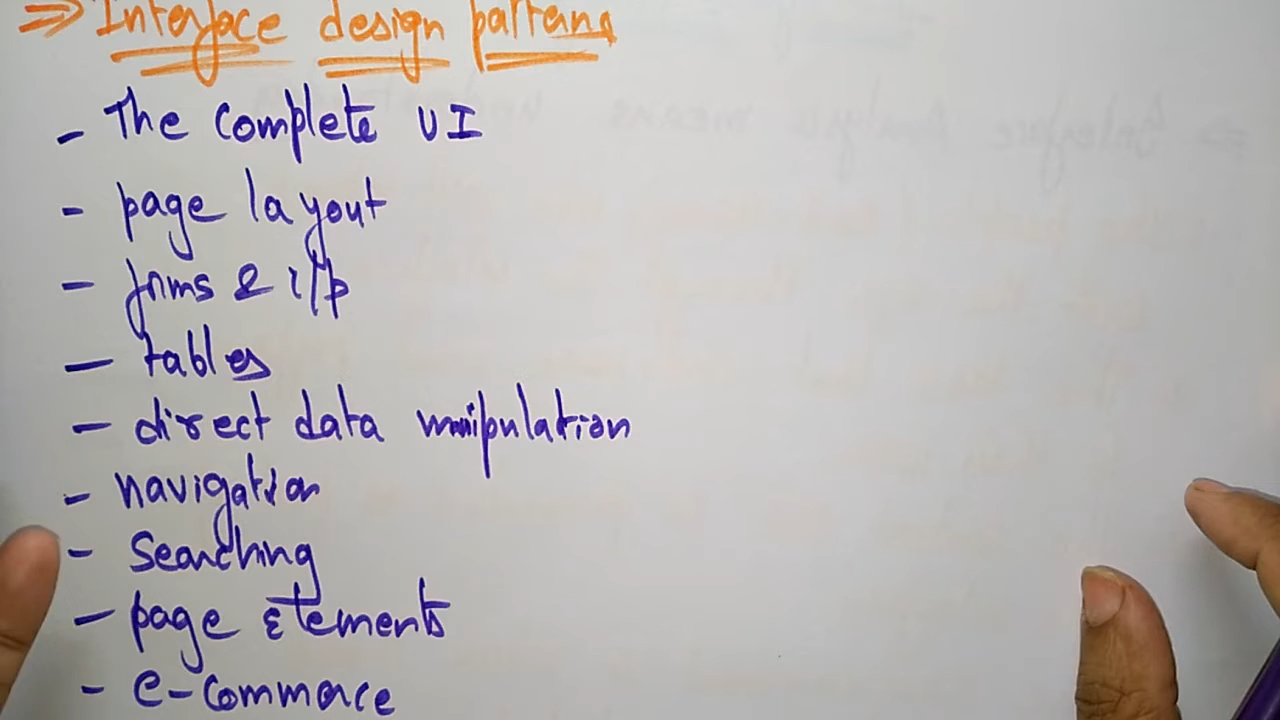 ⇒ Interface design patterns
- The complete UI
- page layout
- forms & i/p
- tables
- direct data manipulation
- navigation
- Searching
- page Elements
- e-commerce